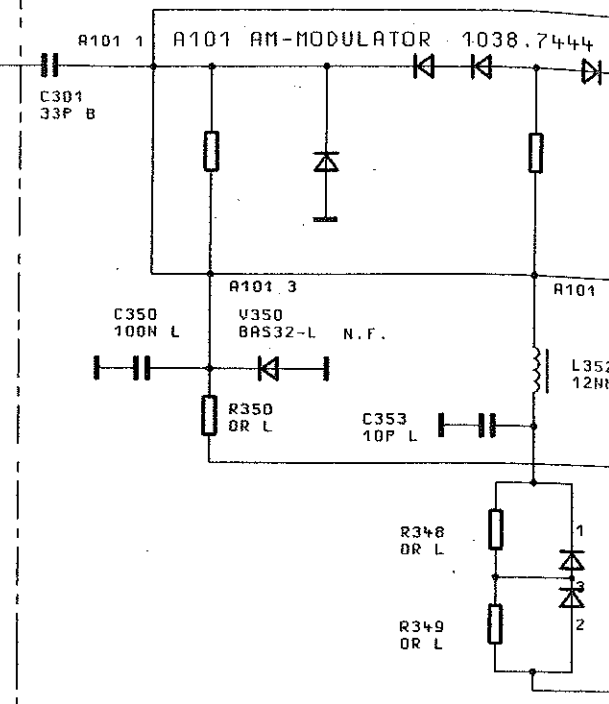 A101 1
A101 AM-MODULATOR 1038.7444
C301
33P B
A101 3
A101
C350
100N L
V350
BAS32-L N.F.
R350
0R L
C353
10P L
L352
R348
0R L
1
3
R349
0R L
2